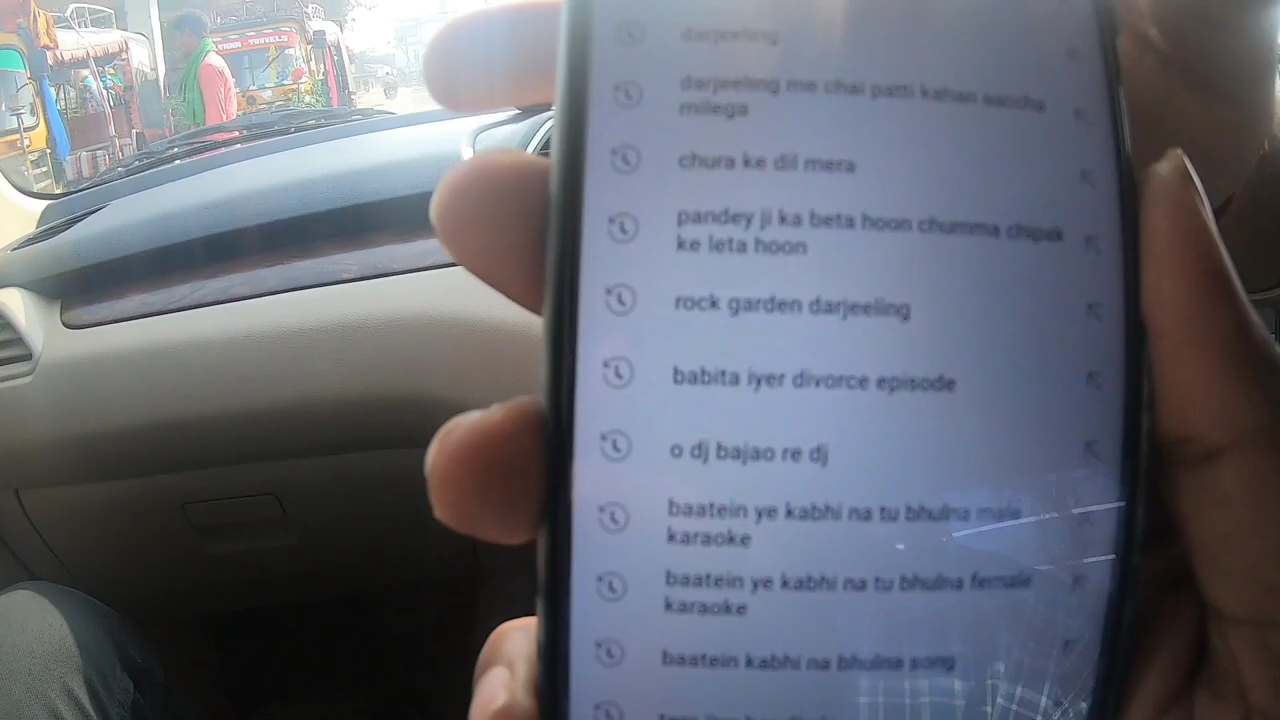 TRAVELS
darjeeling
darjeeling me chai patti kahan saccha
milega
chura ke dil mera
pandey ji ka beta hoon chumma chipak
ke leta hoon
rock garden darjeeling
babita iyer divorce episode
o dj bajao re dj
baatein ye kabhi na tu bhulna male
karaoke
baatein ye kabhi na tu bhulna female
karaoke
baatein kabhi na bhulna song